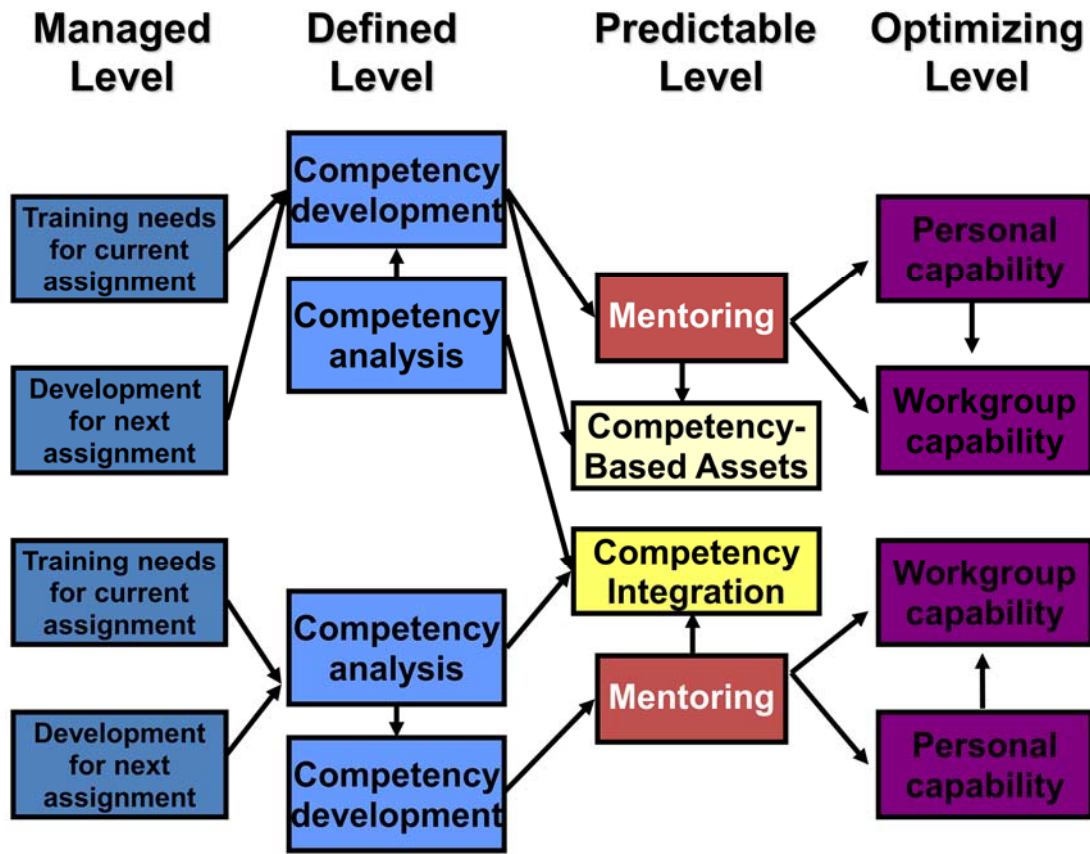 Managed
Level
Defined
Level
Predictable
Level
Optimizing
Level
Training needs
for current
assignment
Development
for next
assignment
Training needs
for current
assignment
Development
for next
assignment
Competency
development
Competency
analysis
Competency
analysis
Competency
development
Mentoring
Competency-
Based Assets
Competency
Integration
Mentoring
Personal
capability
Workgroup
capability
Workgroup
capability
Personal
capability